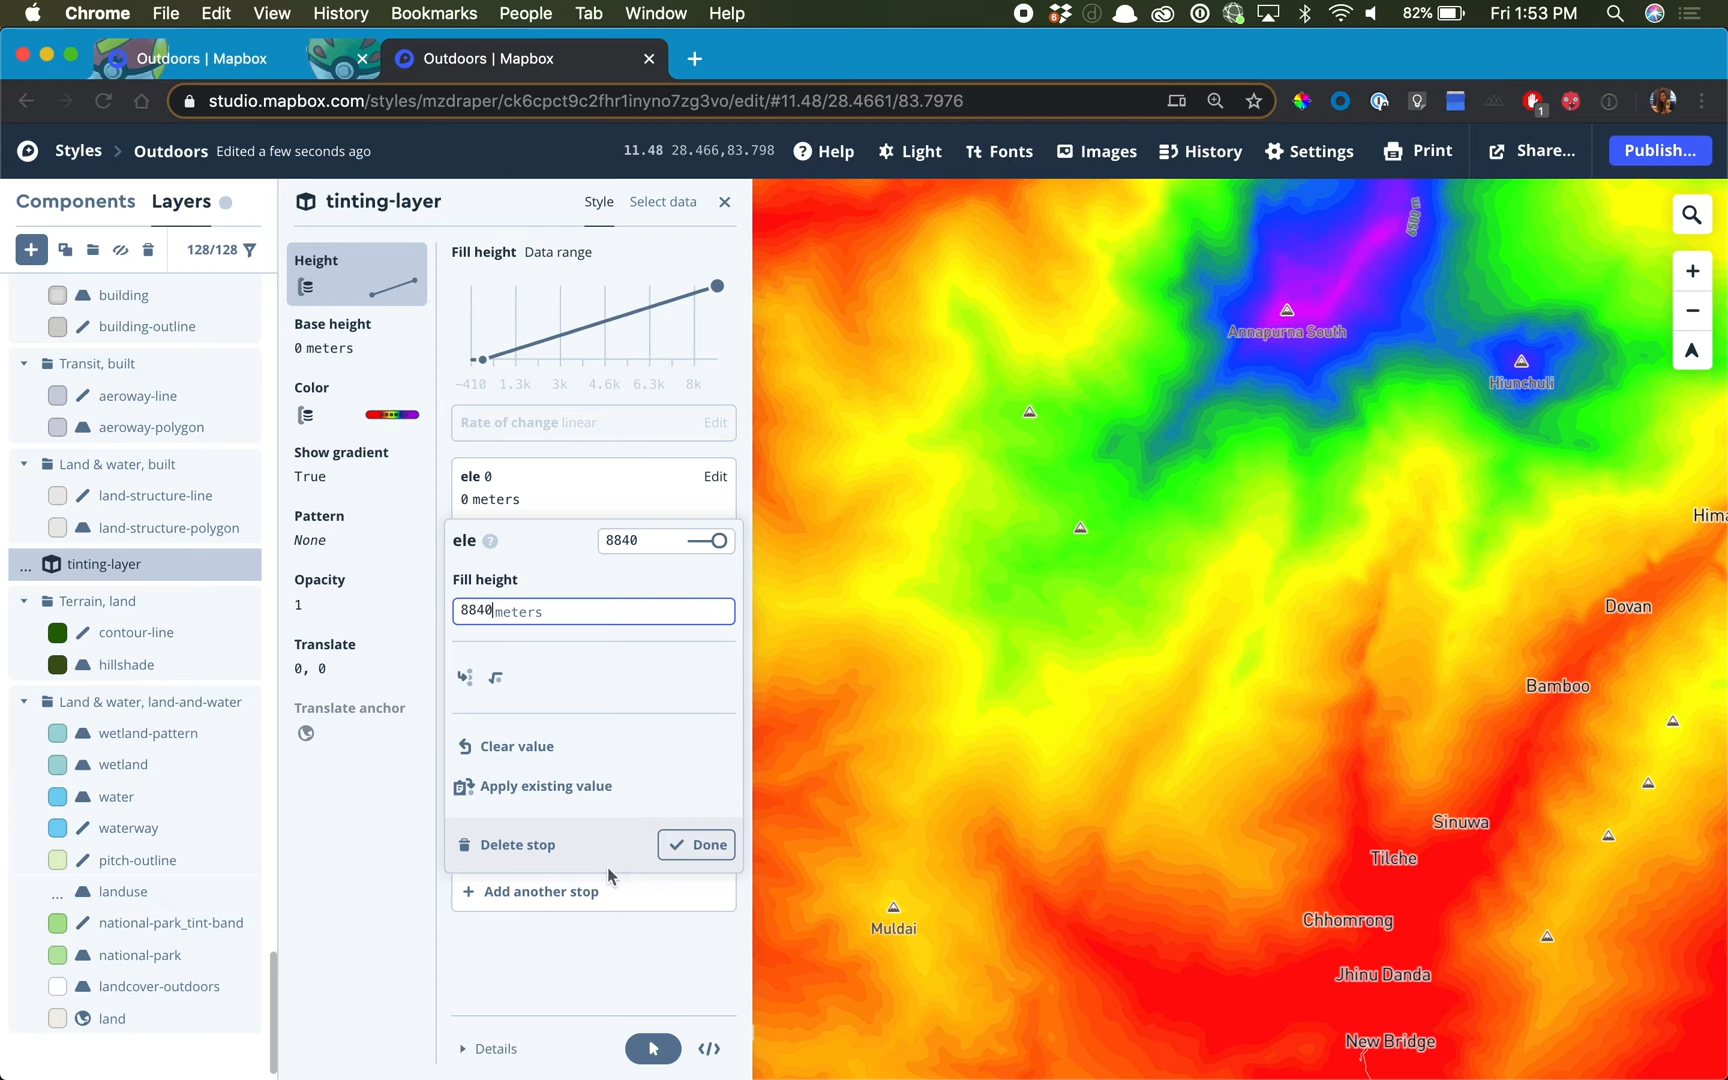 Chrome File Edit View History Bookmarks People Tab Window Help
6 82% Fri 1:53 PM
Outdoors | Mapbox
Outdoors | Mapbox
studio.mapbox.com/styles/mzdraper/ck6cpct9c2fhr1inyno7zg3vo/edit/#11.48/28.4661/83.7976
1
Styles > Outdoors Edited a few seconds ago
11.48 28.466,83.798
Help
Light
Tt Fonts
Images
History
Settings
Print
Share...
Publish...
Components Layers
128/128
building
building-outline
Transit, built
aeroway-line
aeroway-polygon
Land & water, built
land-structure-line
land-structure-polygon
... tinting-layer
Terrain, land
contour-line
hillshade
Land & water, land-and-water
wetland-pattern
wetland
water
waterway
pitch-outline
... landuse
national-park_tint-band
national-park
landcover-outdoors
land
tinting-layer
Style Select data
Height
Base height
0 meters
Color
Show gradient
True
Pattern
None
Opacity
1
Translate
0, 0
Translate anchor
Fill height Data range
-410 1.3k 3k 4.6k 6.3k 8k
Rate of change linear Edit
ele 0 Edit
0 meters
ele ? 8840
Fill height
8840 meters
Clear value
Apply existing value
Delete stop
Done
+ Add another stop
Details
</>
4500 m
Annapurna South
Hiunchuli
Hima
Dovan
Bamboo
Sinuwa
Tilche
Chhomrong
Muldai
Jhinu Danda
New Bridge